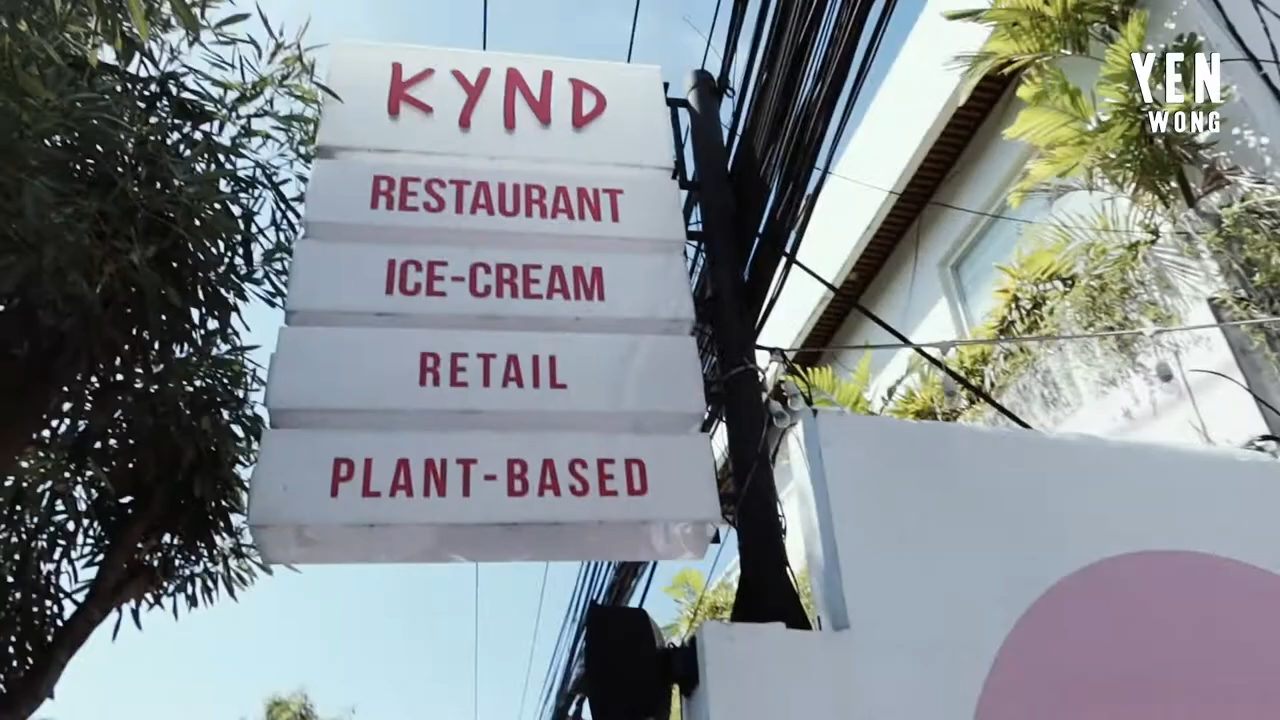 KYND
RESTAURANT
ICE-CREAM
RETAIL
PLANT-BASED
YEN
WONG